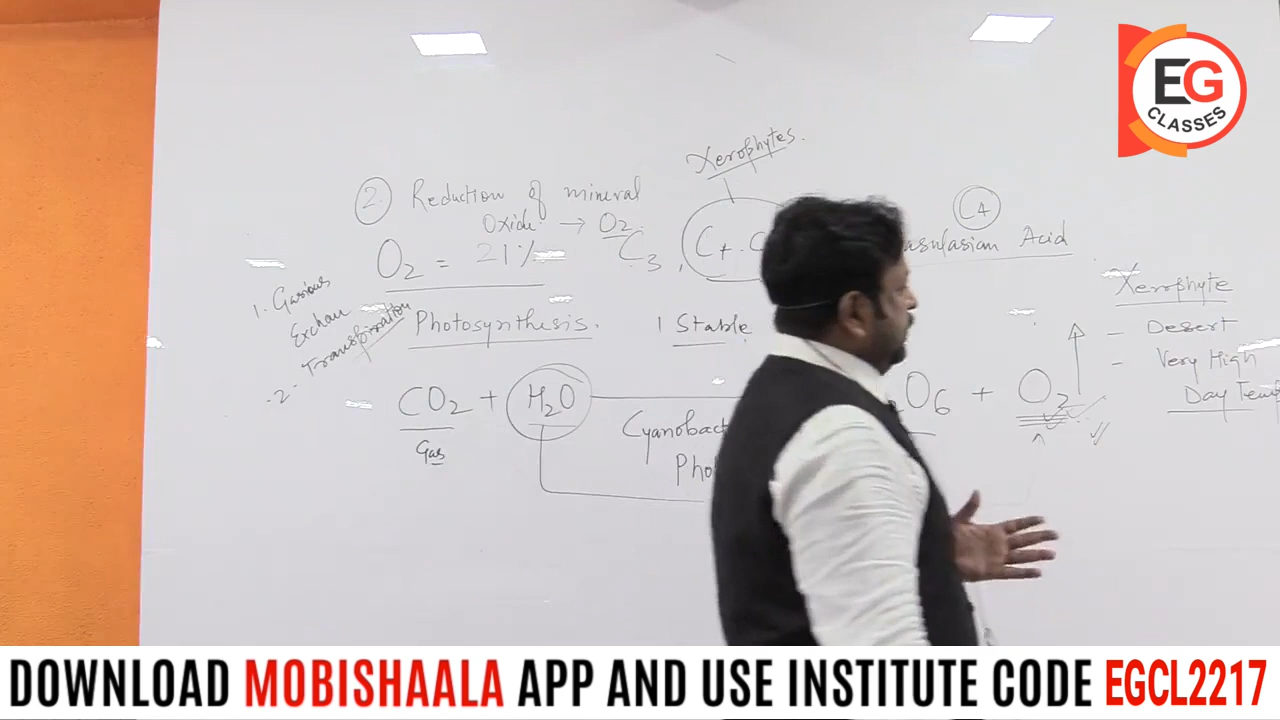 EG
CLASSES
Xerophytes.
2. Reduction of mineral
Oxide → O2
C4
O2 = 21%
C3,
Acid
1. Gasious
Exchan
2. Transpiration
Xerophyte
- Desert
- Very High
Day Temp
Photosynthesis.
1 Stable
CO2 + H2O
O6 + O2
Gas
Cyanobact
Pho
DOWNLOAD MOBISHAALA APP AND USE INSTITUTE CODE EGCL2217